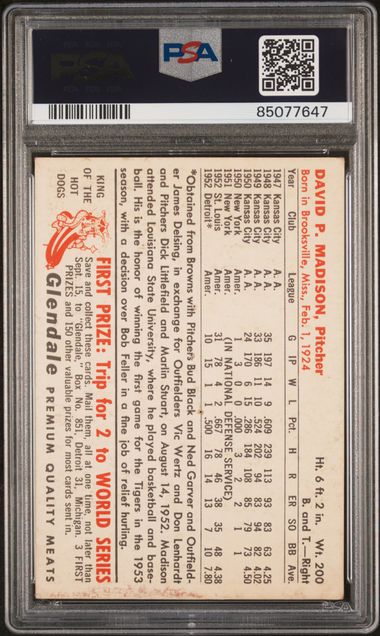 PSA
PSA
85077647
DAVID P. MADISON, Pitcher Ht. 6 ft. 2 in. Wt. 200
Born in Brooksville, Miss., Feb. 1, 1924 B. and T.—Right
Year Club League G IP W L Pct. H R ER SO BB Ave.
1947 Kansas City A. A.
1948 Kansas City A. A. 35 197 14 9 .609 239 113 93 83 63 4.25
1949 Kansas City A. A. 33 186 11 10 .524 202 94 83 94 82 4.02
1950 Kansas City A. A. 24 170 6 15 .286 184 108 85 79 73 4.50
1950 New York Amer.
1951 New York Amer. (IN NATIONAL DEFENSE SERVICE)
1952 St. Louis Amer. 31 78 4 2 .667 78 46 38 35 48 4.38
1952 Detroit* Amer. 10 15 1 1 .500 16 14 13 7 10 7.80
*Obtained from Browns with Pitchers Bud Black and Ned Garver and Outfield-
er James Delsing, in exchange for Outfielders Vic Wertz and Don Lenhardt
and Pitchers Dick Littlefield and Marlin Stuart, on August 14, 1952. Madison
attended Louisiana State University, where he played basketball and base-
ball. His is the honor of winning the first game for the Tigers in the 1953
season, with a decision over Bob Feller in a fine job of relief hurling.
KING
OF THE
HOT
DOGS
FIRST PRIZE: Trip for 2 to WORLD SERIES
Save and collect these cards. Mail them, all at one time, not later than
Sept. 15, to "Glendale," Box No. 851, Detroit 31, Michigan. 3 FIRST
PRIZES and 150 other valuable prizes for most cards sent in.
Glendale PREMIUM QUALITY MEATS